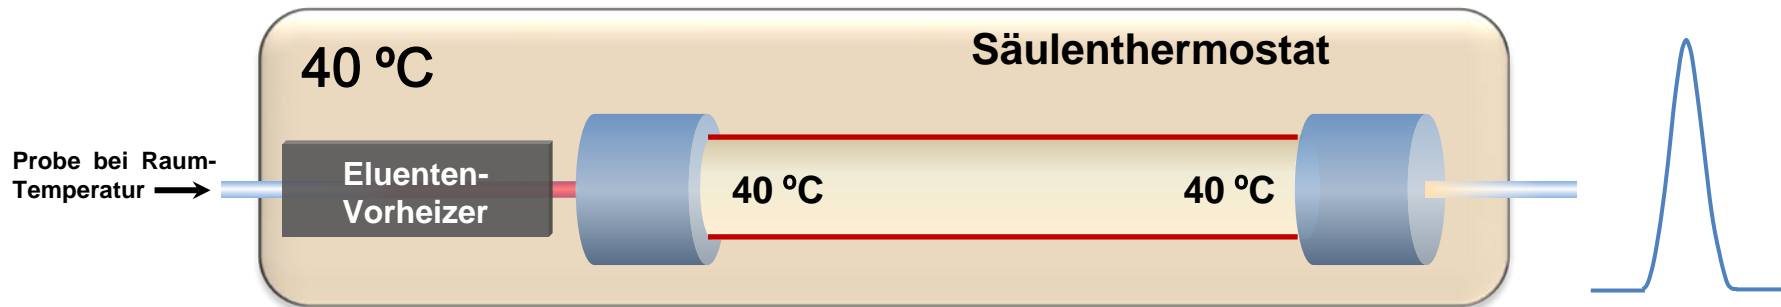 40 ºC
Säulenthermostat
Probe bei Raum-
Temperatur
Eluenten-
Vorheizer
40 ºC
40 ºC